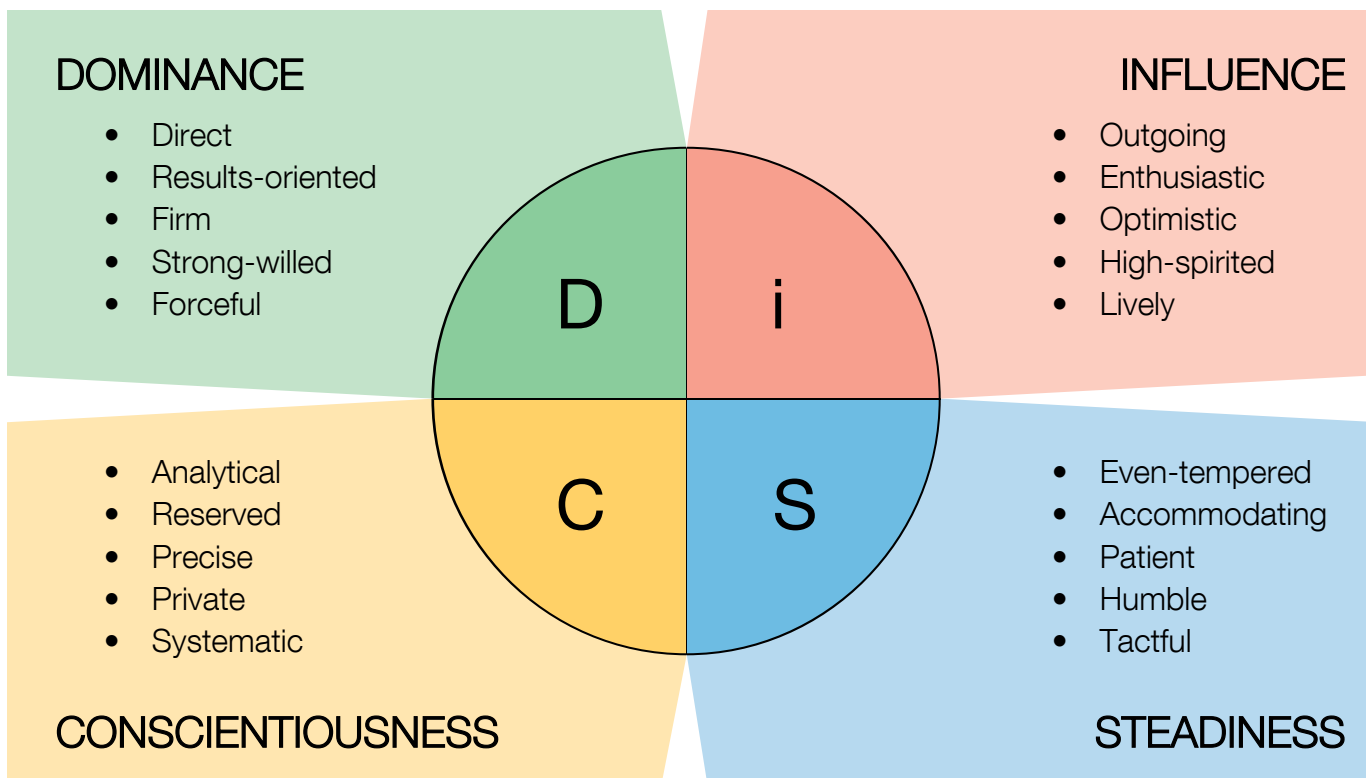 DOMINANCE
• Direct
• Results-oriented
• Firm
• Strong-willed
• Forceful
INFLUENCE
• Outgoing
• Enthusiastic
• Optimistic
• High-spirited
• Lively
D
i
C
S
• Analytical
• Reserved
• Precise
• Private
• Systematic
CONSCIENTIOUSNESS
• Even-tempered
• Accommodating
• Patient
• Humble
• Tactful
STEADINESS